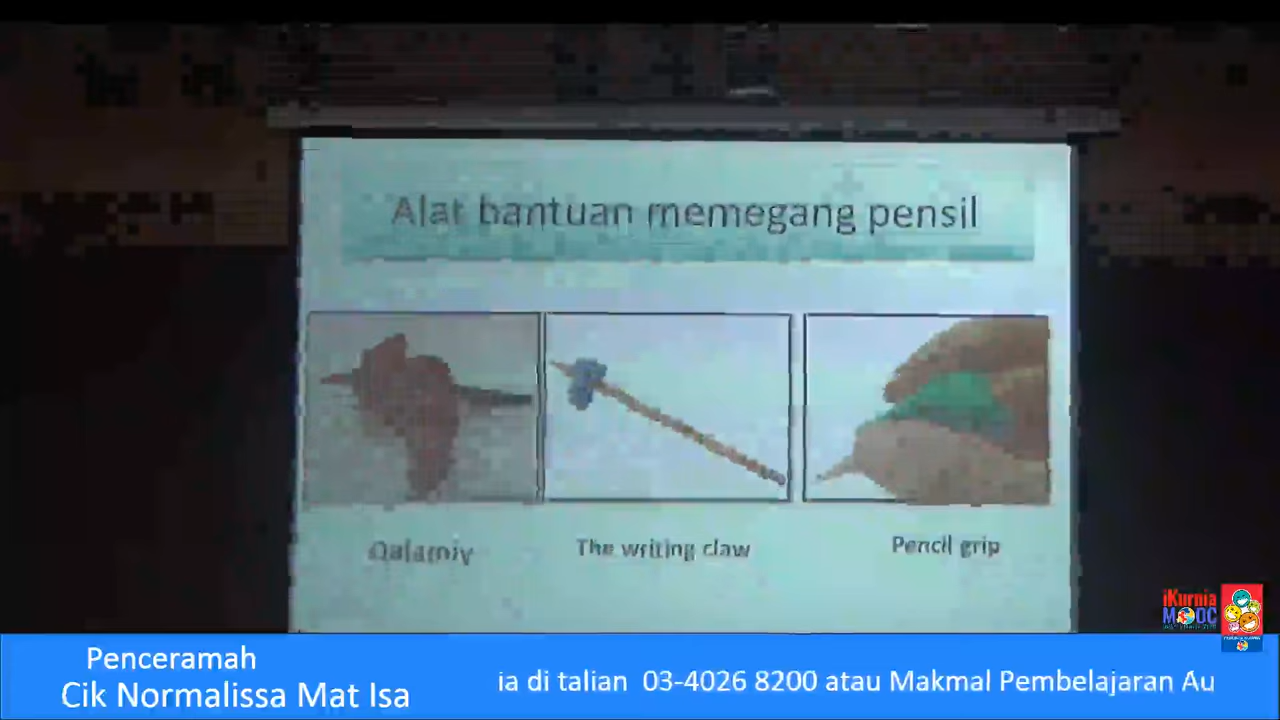 Alat bantuan memegang pensil
Qalamiy
The writing claw
Pencil grip
iKurnia
MOOC
Penceramah
Cik Normalissa Mat Isa
ia di talian 03-4026 8200 atau Makmal Pembelajaran Au